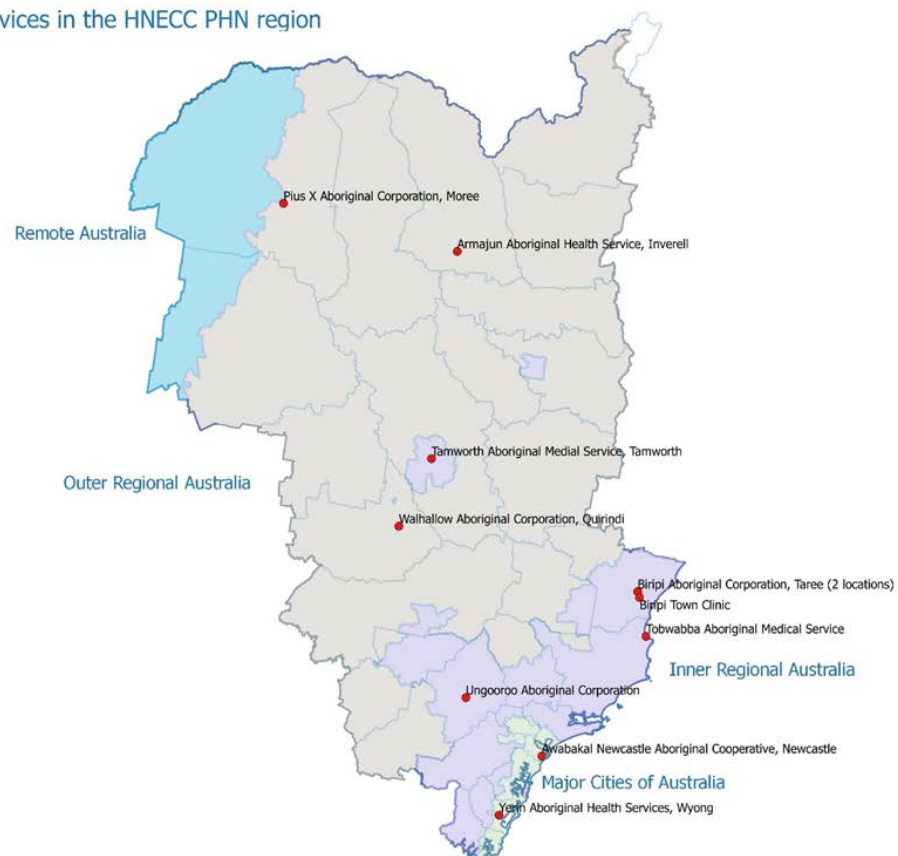 vices in the HNECC PHN region
Pius X Aboriginal Corporation, Moree
Remote Australia
Armajun Aboriginal Health Service, Inverell
Tamworth Aboriginal Medial Service, Tamworth
Outer Regional Australia
Walhallow Aboriginal Corporation, Quirindi
Biripi Aboriginal Corporation, Taree (2 locations)
Biripi Town Clinic
Tobwabba Aboriginal Medical Service
Inner Regional Australia
Ungooroo Aboriginal Corporation
Awabakal Newcastle Aboriginal Cooperative, Newcastle
Major Cities of Australia
Yerin Aboriginal Health Services, Wyong